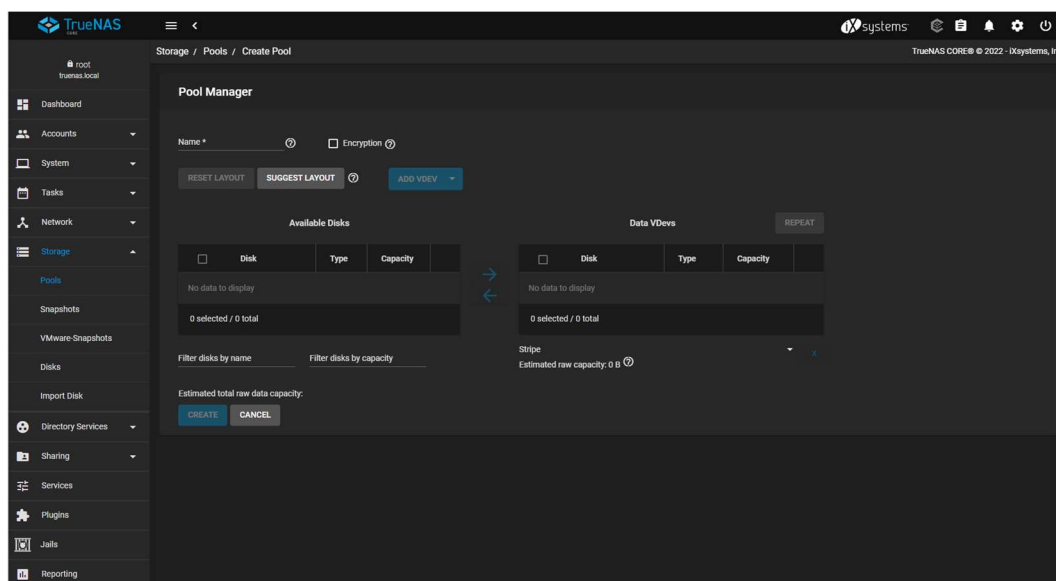 TrueNAS
CORE
iXsystems
root
truenas.local
Storage / Pools / Create Pool
TrueNAS CORE® © 2022 - iXsystems, In
Dashboard
Accounts
System
Tasks
Network
Storage
Pools
Snapshots
VMware-Snapshots
Disks
Import Disk
Directory Services
Sharing
Services
Plugins
Jails
Reporting
Pool Manager
Name *
Encryption
RESET LAYOUT SUGGEST LAYOUT ADD VDEV
Available Disks
Disk Type Capacity
No data to display
0 selected / 0 total
Filter disks by name Filter disks by capacity
Data VDevs REPEAT
Disk Type Capacity
No data to display
0 selected / 0 total
Stripe
x
Estimated raw capacity: 0 B
Estimated total raw data capacity:
CREATE CANCEL